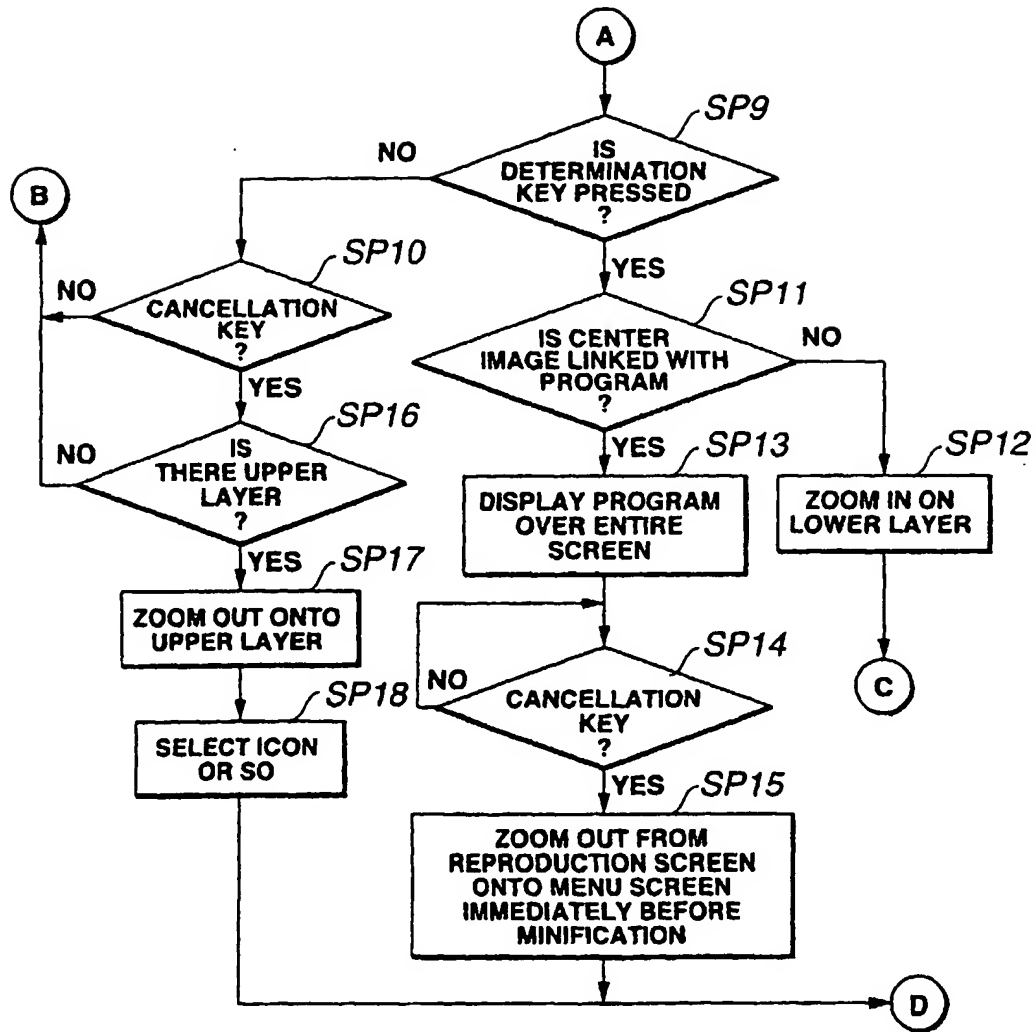 A
SP9
NO
IS
DETERMINATION
KEY PRESSED
?
B
YES
SP10
NO
CANCELLATION
KEY
?
YES
SP11
NO
IS CENTER
IMAGE LINKED WITH
PROGRAM
?
YES
SP16
NO
IS
THERE UPPER
LAYER
?
YES
SP13
DISPLAY PROGRAM
OVER ENTIRE
SCREEN
SP12
ZOOM IN ON
LOWER LAYER
SP17
ZOOM OUT ONTO
UPPER LAYER
SP14
NO
CANCELLATION
KEY
?
YES
C
SP18
SELECT ICON
OR SO
SP15
ZOOM OUT FROM
REPRODUCTION SCREEN
ONTO MENU SCREEN
IMMEDIATELY BEFORE
MINIFICATION
D